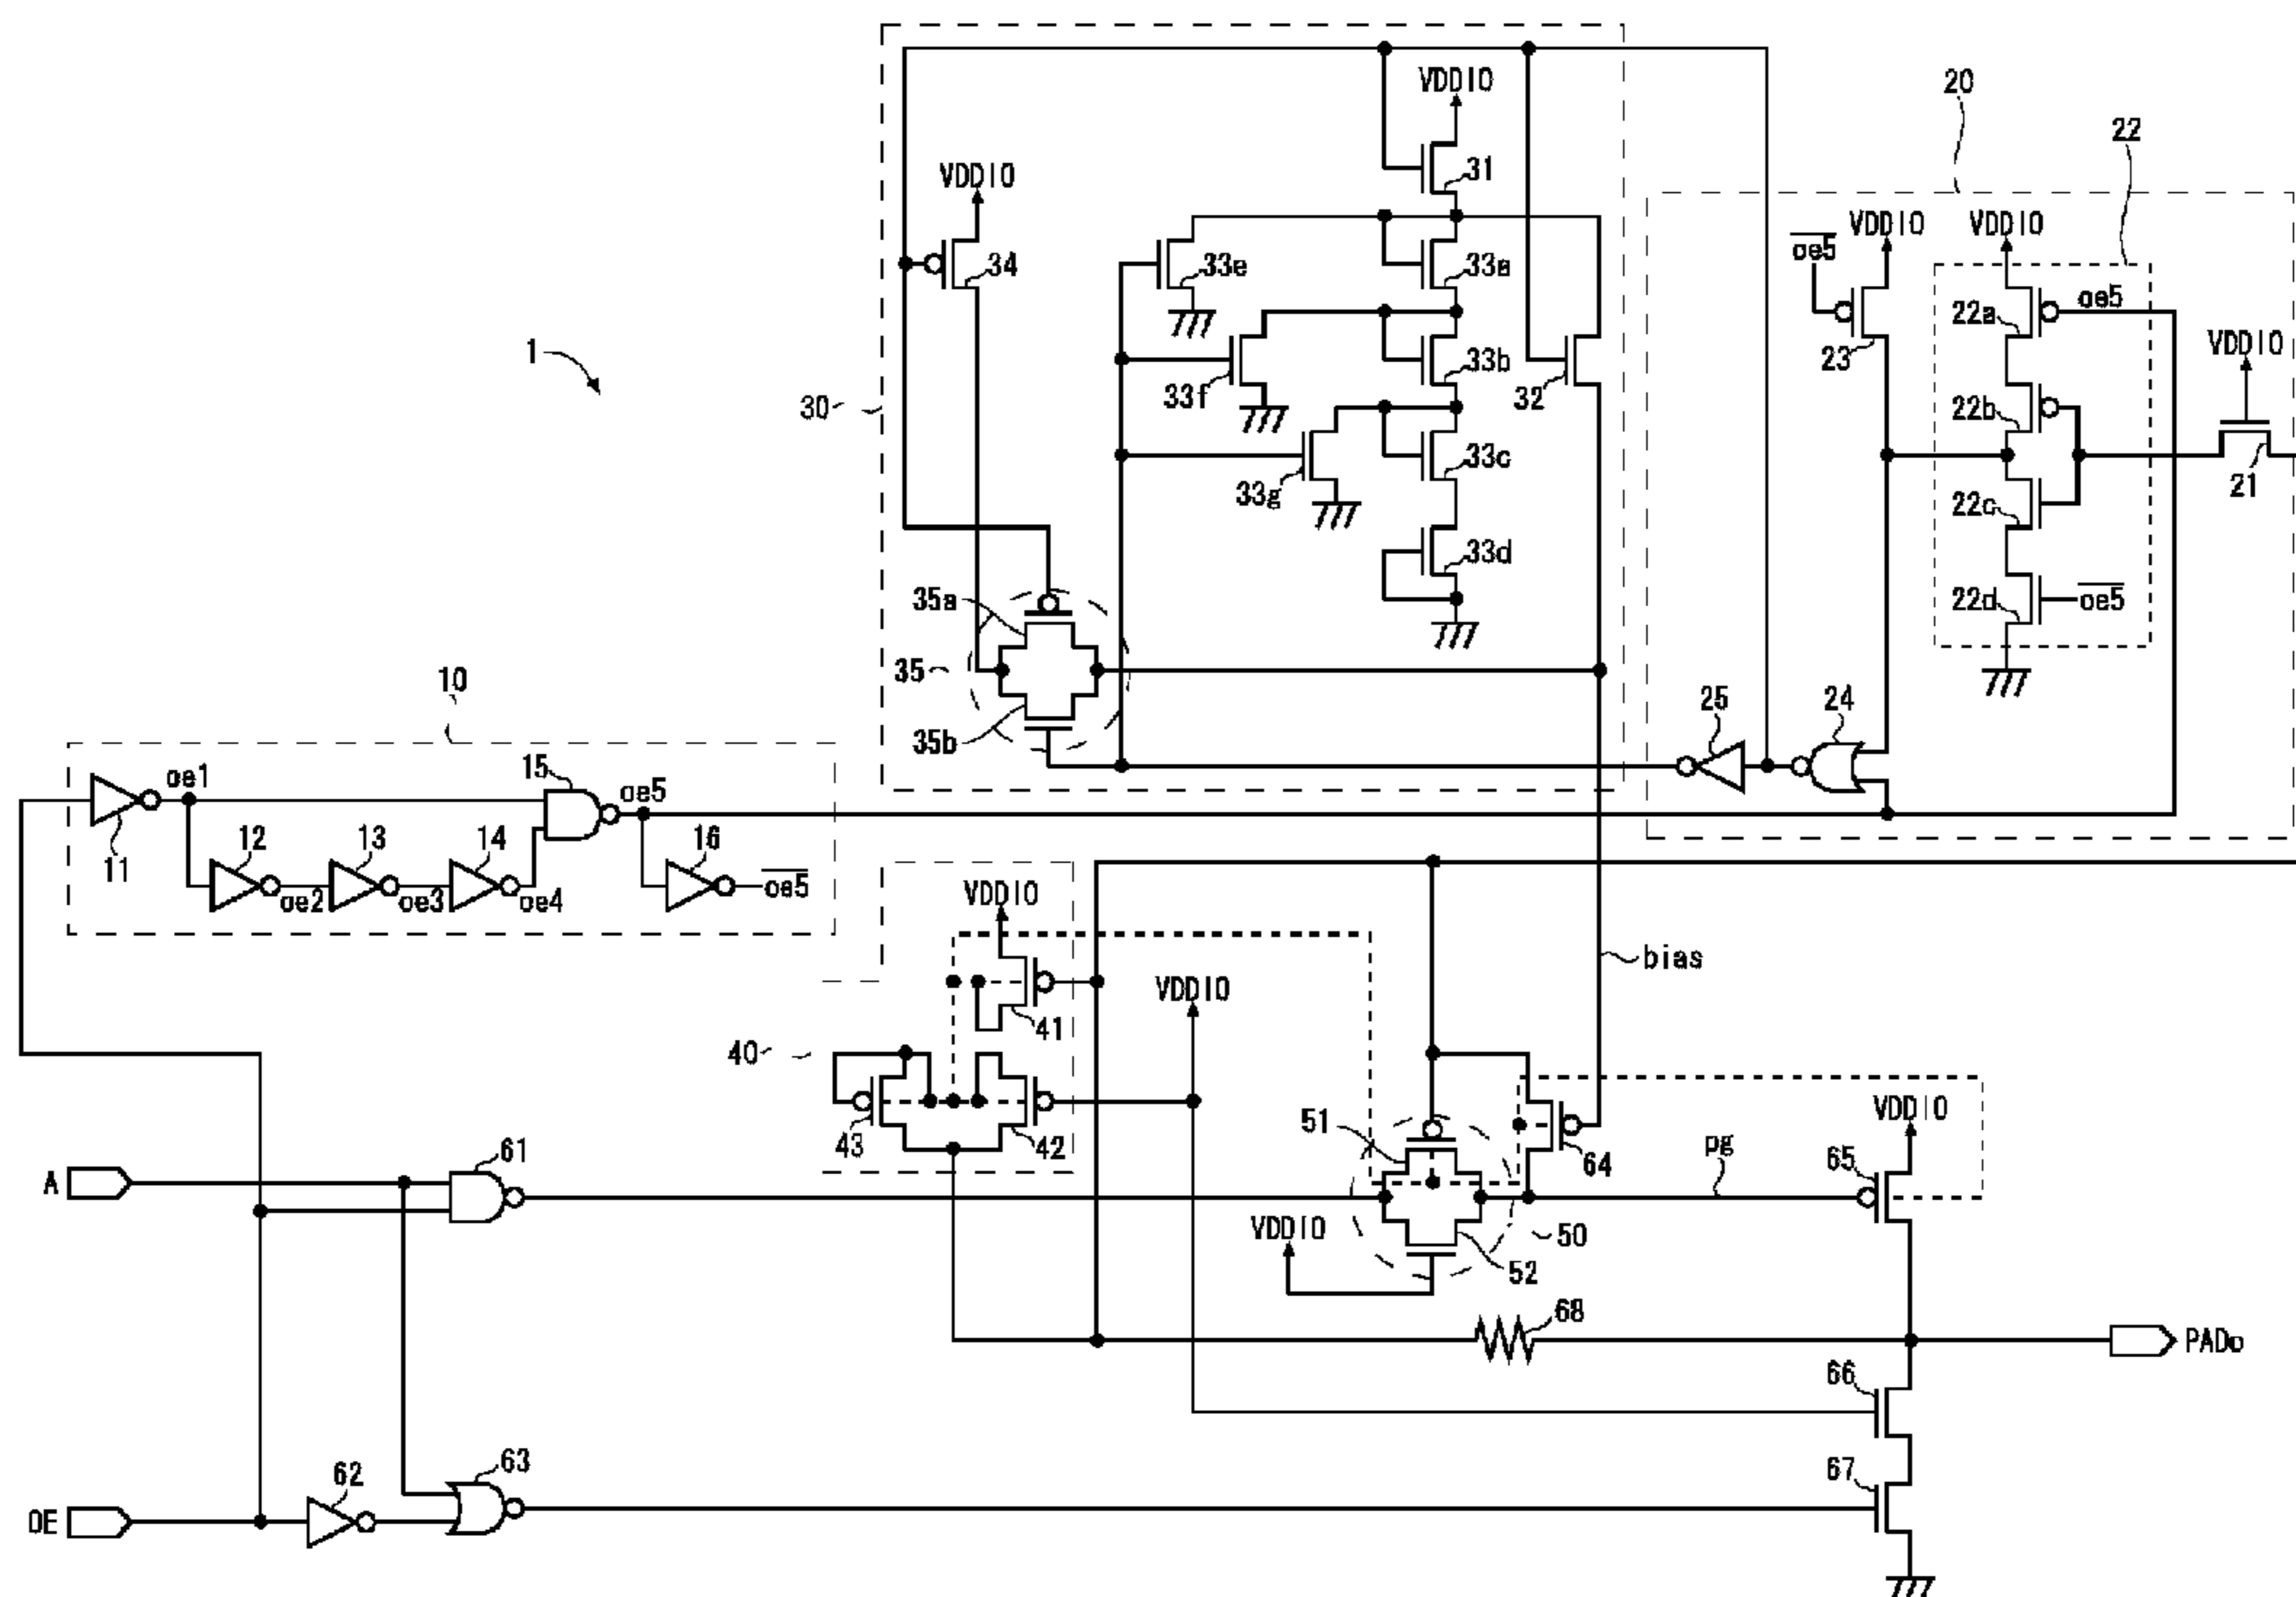 20
VDDIO
22
VDDIO
31
VDDIO
VDDIO
oe5
34
33e
33a
oe5
22a
1
23
VDDIO
33b
33f
30
32
22b
33c
33g
21
22c
33d
35a
22d
oe5
35
10
25
24
35b
oe1
15
oe5
12
13
14
16
11
oe2
oe3
oe4
oe5
VDDIO
bias
VDDIO
41
40
VDDIO
51
43
42
pg
A
61
65
64
VDDIO
50
52
68
PADo
66
OE
62
63
67